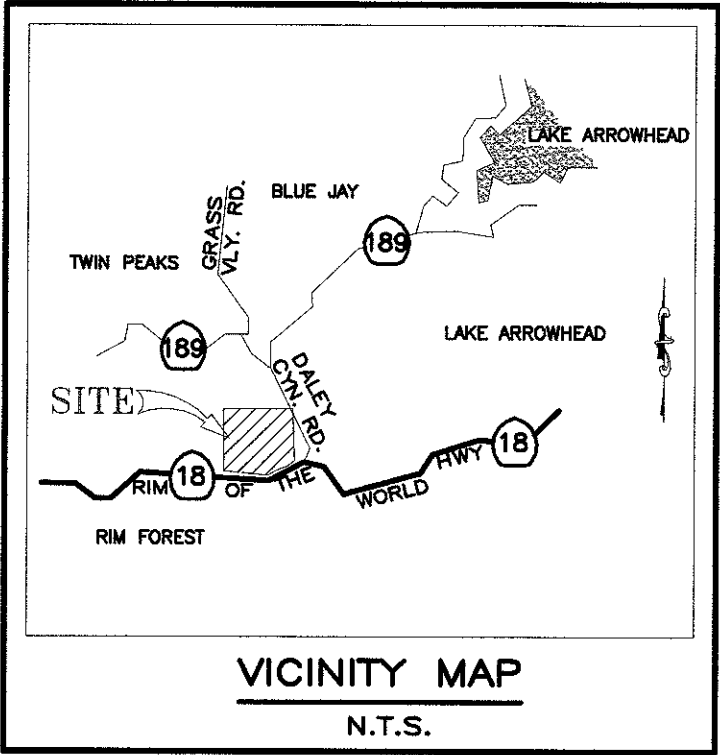 LAKE ARROWHEAD
BLUE JAY
GRASS
VLY. RD.
189
TWIN PEAKS
LAKE ARROWHEAD
189
DALEY
CYN. RD.
SITE
18
RIM OF THE WORLD HWY
18
RIM FOREST
VICINITY MAP
N.T.S.